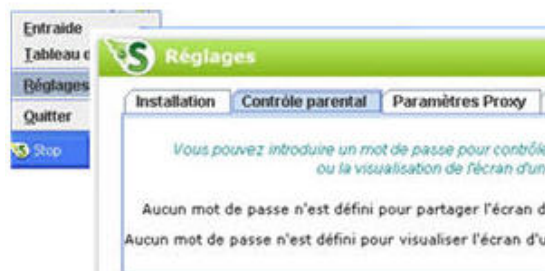 Entraide
Tableau d
Réglages
Quitter
Stop
S Réglages
Installation Contrôle parental Paramètres Proxy
Vous pouvez introduire un mot de passe pour contrôle
ou la visualisation de l'écran d'un
Aucun mot de passe n'est défini pour partager l'écran d
Aucun mot de passe n'est défini pour visualiser l'écran d'u